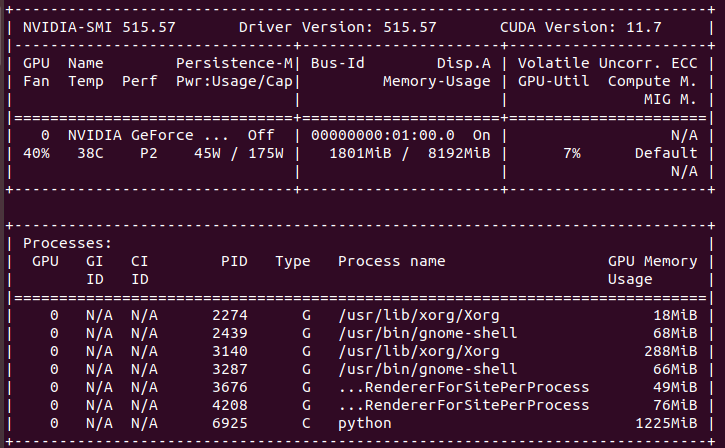 +-----------------------------------------------------------------------------+
| NVIDIA-SMI 515.57       Driver Version: 515.57       CUDA Version: 11.7     |
|-------------------------------+----------------------+----------------------+
| GPU  Name        Persistence-M| Bus-Id        Disp.A | Volatile Uncorr. ECC |
| Fan  Temp  Perf  Pwr:Usage/Cap|         Memory-Usage | GPU-Util  Compute M. |
|                               |                      |               MIG M. |
|===============================+======================+======================|
|   0  NVIDIA GeForce ...  Off  | 00000000:01:00.0  On |                  N/A |
| 40%   38C    P2    45W / 175W |   1801MiB /  8192MiB |      7%      Default |
|                               |                      |                  N/A |
+-------------------------------+----------------------+----------------------+

+-----------------------------------------------------------------------------+
| Processes:                                                                  |
|  GPU   GI   CI        PID   Type   Process name                  GPU Memory |
|        ID   ID                                                   Usage      |
|=============================================================================|
|    0   N/A  N/A      2274      G   /usr/lib/xorg/Xorg                 18MiB |
|    0   N/A  N/A      2439      G   /usr/bin/gnome-shell               68MiB |
|    0   N/A  N/A      3140      G   /usr/lib/xorg/Xorg                288MiB |
|    0   N/A  N/A      3287      G   /usr/bin/gnome-shell               66MiB |
|    0   N/A  N/A      3676      G   ...RendererForSitePerProcess       49MiB |
|    0   N/A  N/A      4208      G   ...RendererForSitePerProcess       76MiB |
|    0   N/A  N/A      6925      C   python                           1225MiB |
+-----------------------------------------------------------------------------+